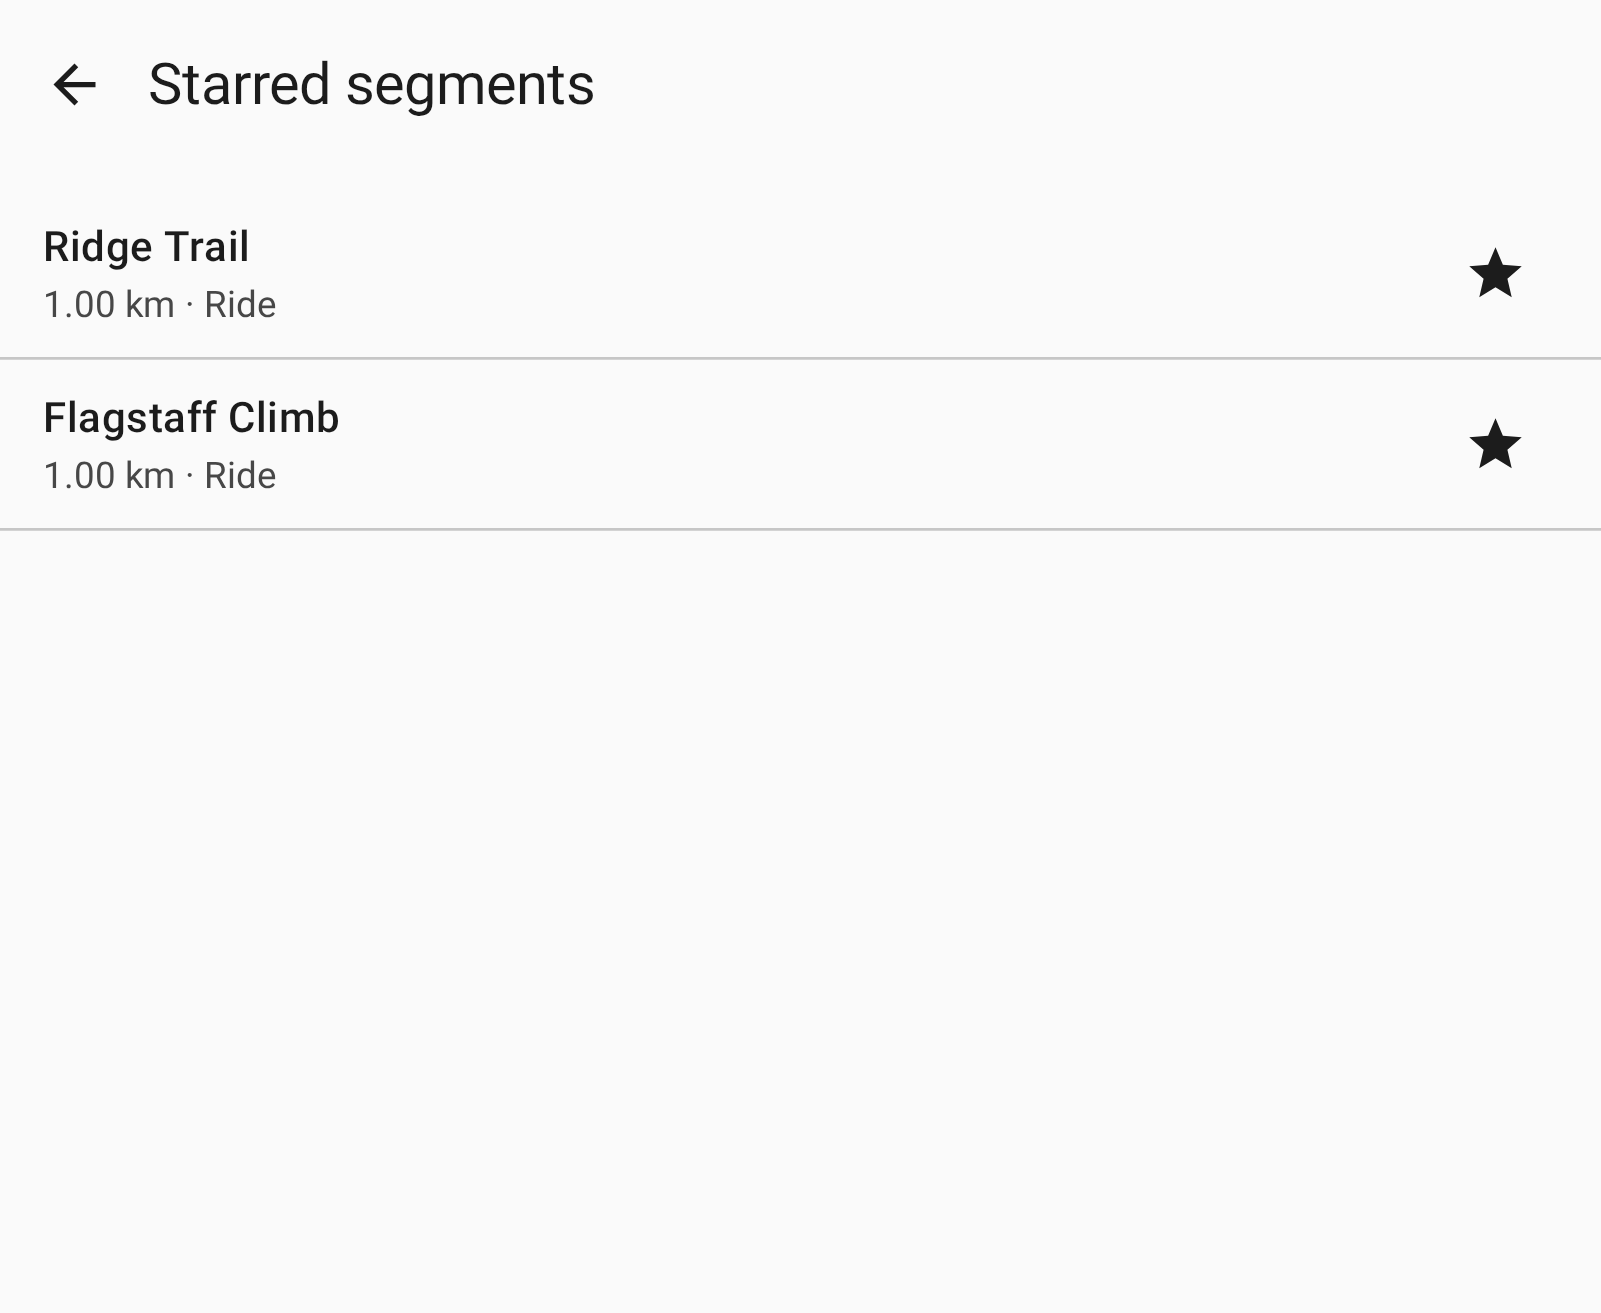 Starred segments
Ridge Trail
1.00 km · Ride
Flagstaff Climb
1.00 km · Ride